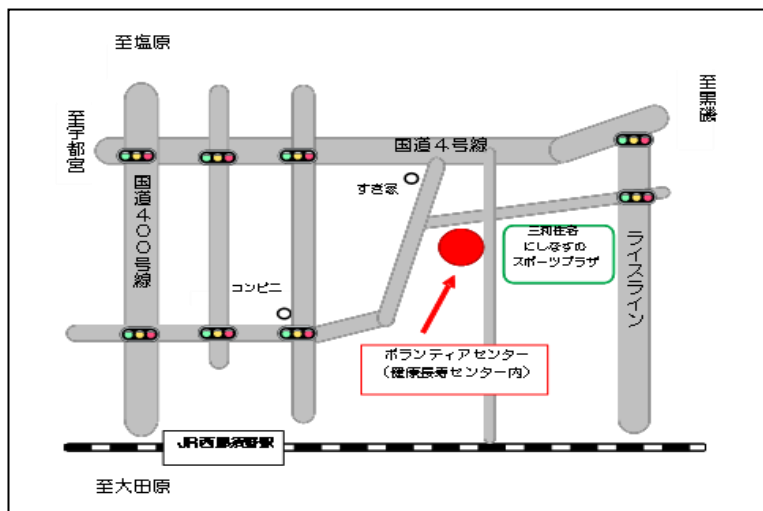 至塩原
至宇都宮
至黒磯
国道4号線
すき家
国道400号線
三和住宅
にしなすの
スポーツプラザ
ライスライン
コンビニ
ボランティアセンター
(健康長寿センター内)
JR西那須野駅
至大田原